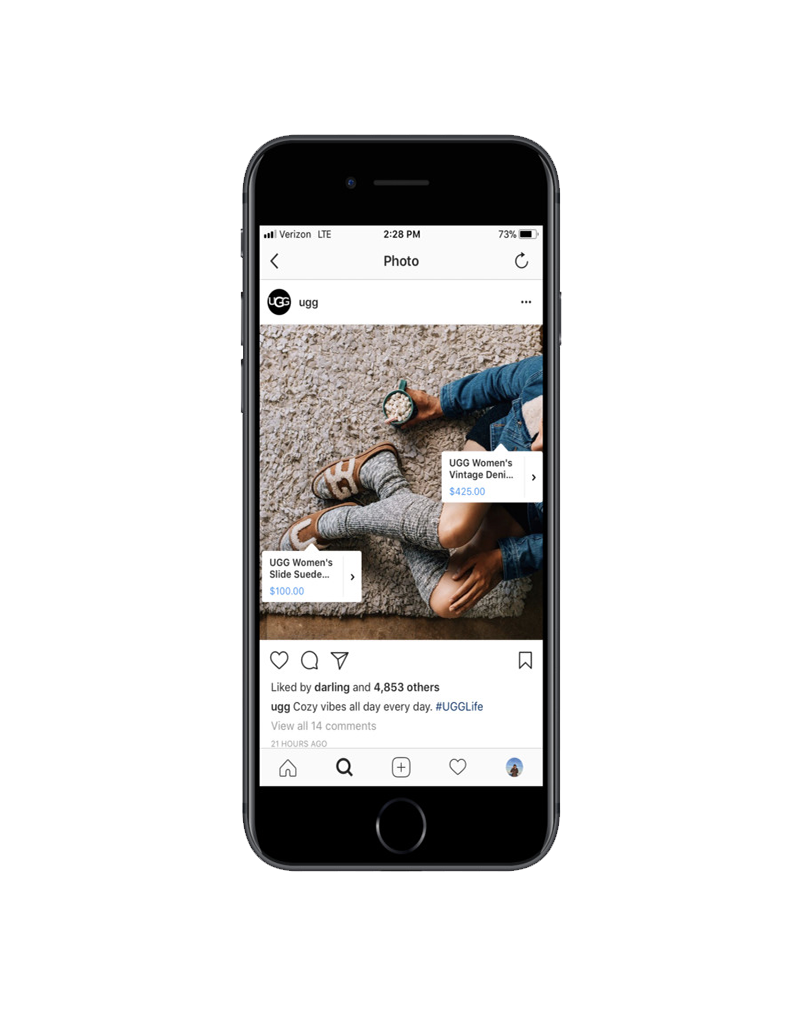 Verizon LTE 2:28 PM 73%
Photo
UGG ugg
UGG Women's
Vintage Deni...
$425.00
UGG Women's
Slide Suede...
$100.00
Liked by darling and 4,853 others
ugg Cozy vibes all day every day. #UGGLife
View all 14 comments
21 HOURS AGO